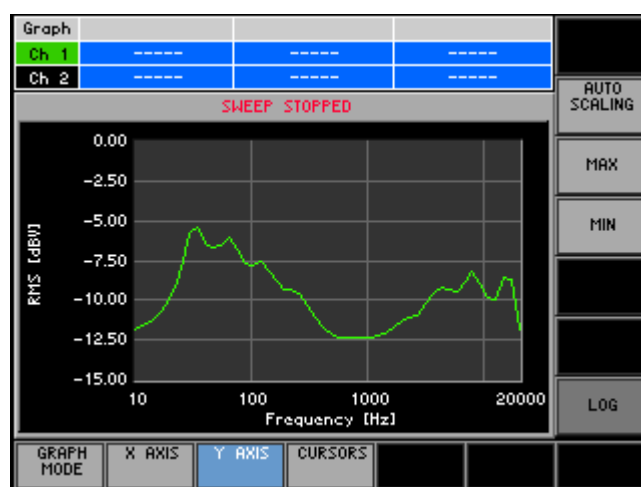 Graph
Ch 1 ----- ----- -----
Ch 2 ----- ----- -----
SWEEP STOPPED
AUTO
SCALING
MAX
MIN
LOG
RMS [dBV]
0.00
-2.50
-5.00
-7.50
-10.00
-12.50
-15.00
10 100 1000 20000
Frequency [Hz]
GRAPH
MODE
X AXIS
Y AXIS
CURSORS